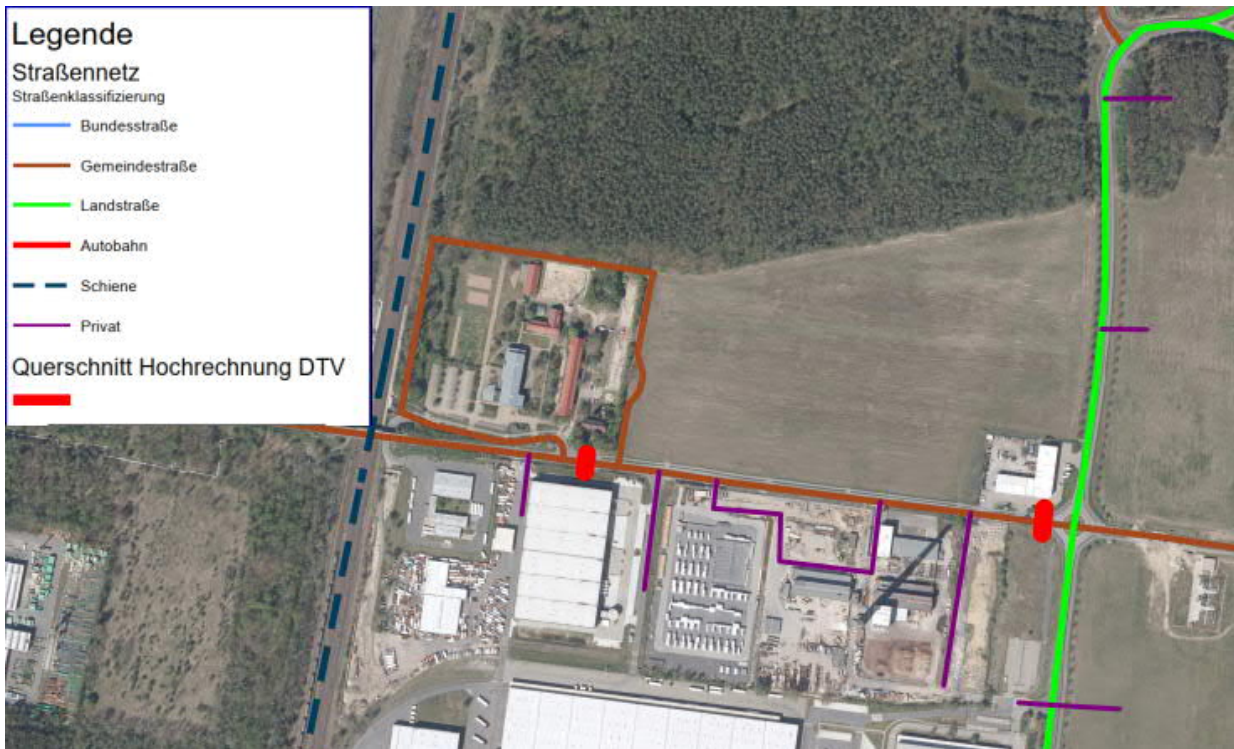 Legende
Straßennetz
Straßenklassifizierung
Bundesstraße
Gemeindestraße
Landstraße
Autobahn
Schiene
Privat
Querschnitt Hochrechnung DTV